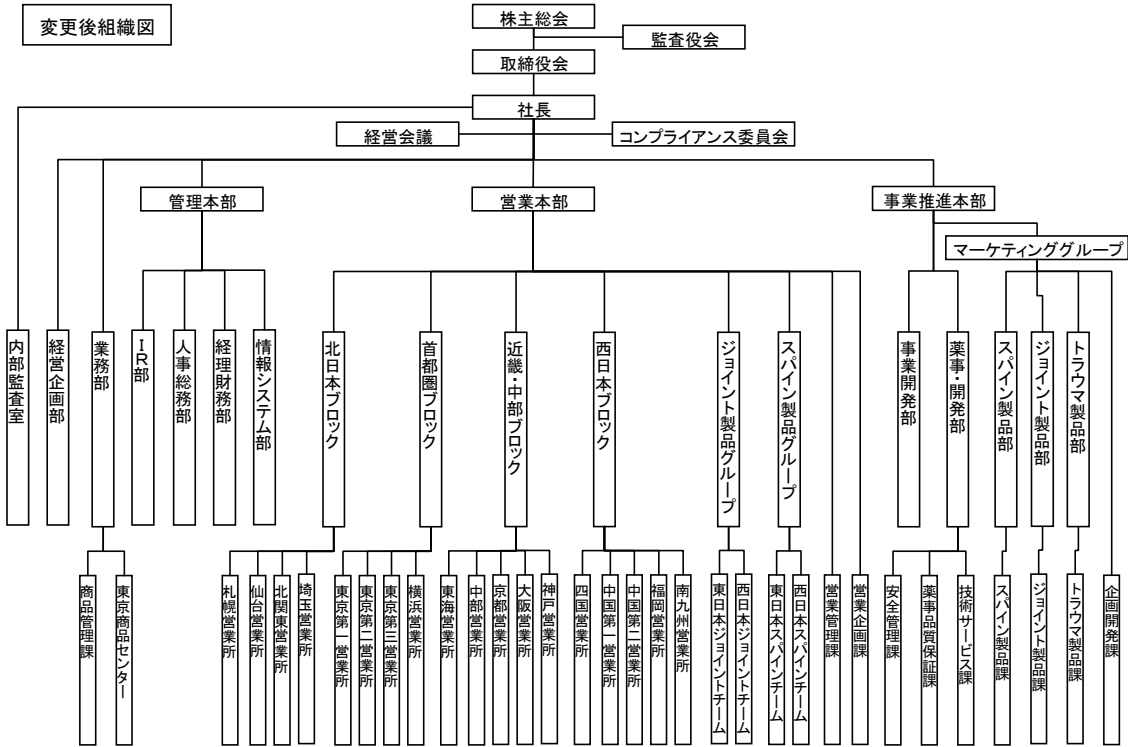 変更後組織図
株主総会
監査役会
取締役会
社長
経営会議
コンプライアンス委員会
管理本部
営業本部
事業推進本部
マーケティンググループ
内部監査室
経営企画部
業務部
IR部
人事総務部
経理財務部
情報システム部
北日本ブロック
首都圏ブロック
近畿・中部ブロック
西日本ブロック
ジョイント製品グループ
スパイン製品グループ
事業開発部
薬事・開発部
スパイン製品部
ジョイント製品部
トラウマ製品部
商品管理課
東京商品センター
札幌営業所
仙台営業所
北関東営業所
埼玉営業所
東京第一営業所
東京第二営業所
東京第三営業所
横浜営業所
東海営業所
中部営業所
京都営業所
大阪営業所
神戸営業所
四国営業所
中国第一営業所
中国第二営業所
福岡営業所
南九州営業所
東日本ジョイントチーム
西日本ジョイントチーム
東日本スパインチーム
西日本スパインチーム
営業管理課
営業企画課
安全管理課
薬事品質保証課
技術サービス課
スパイン製品課
ジョイント製品課
トラウマ製品課
企画開発課